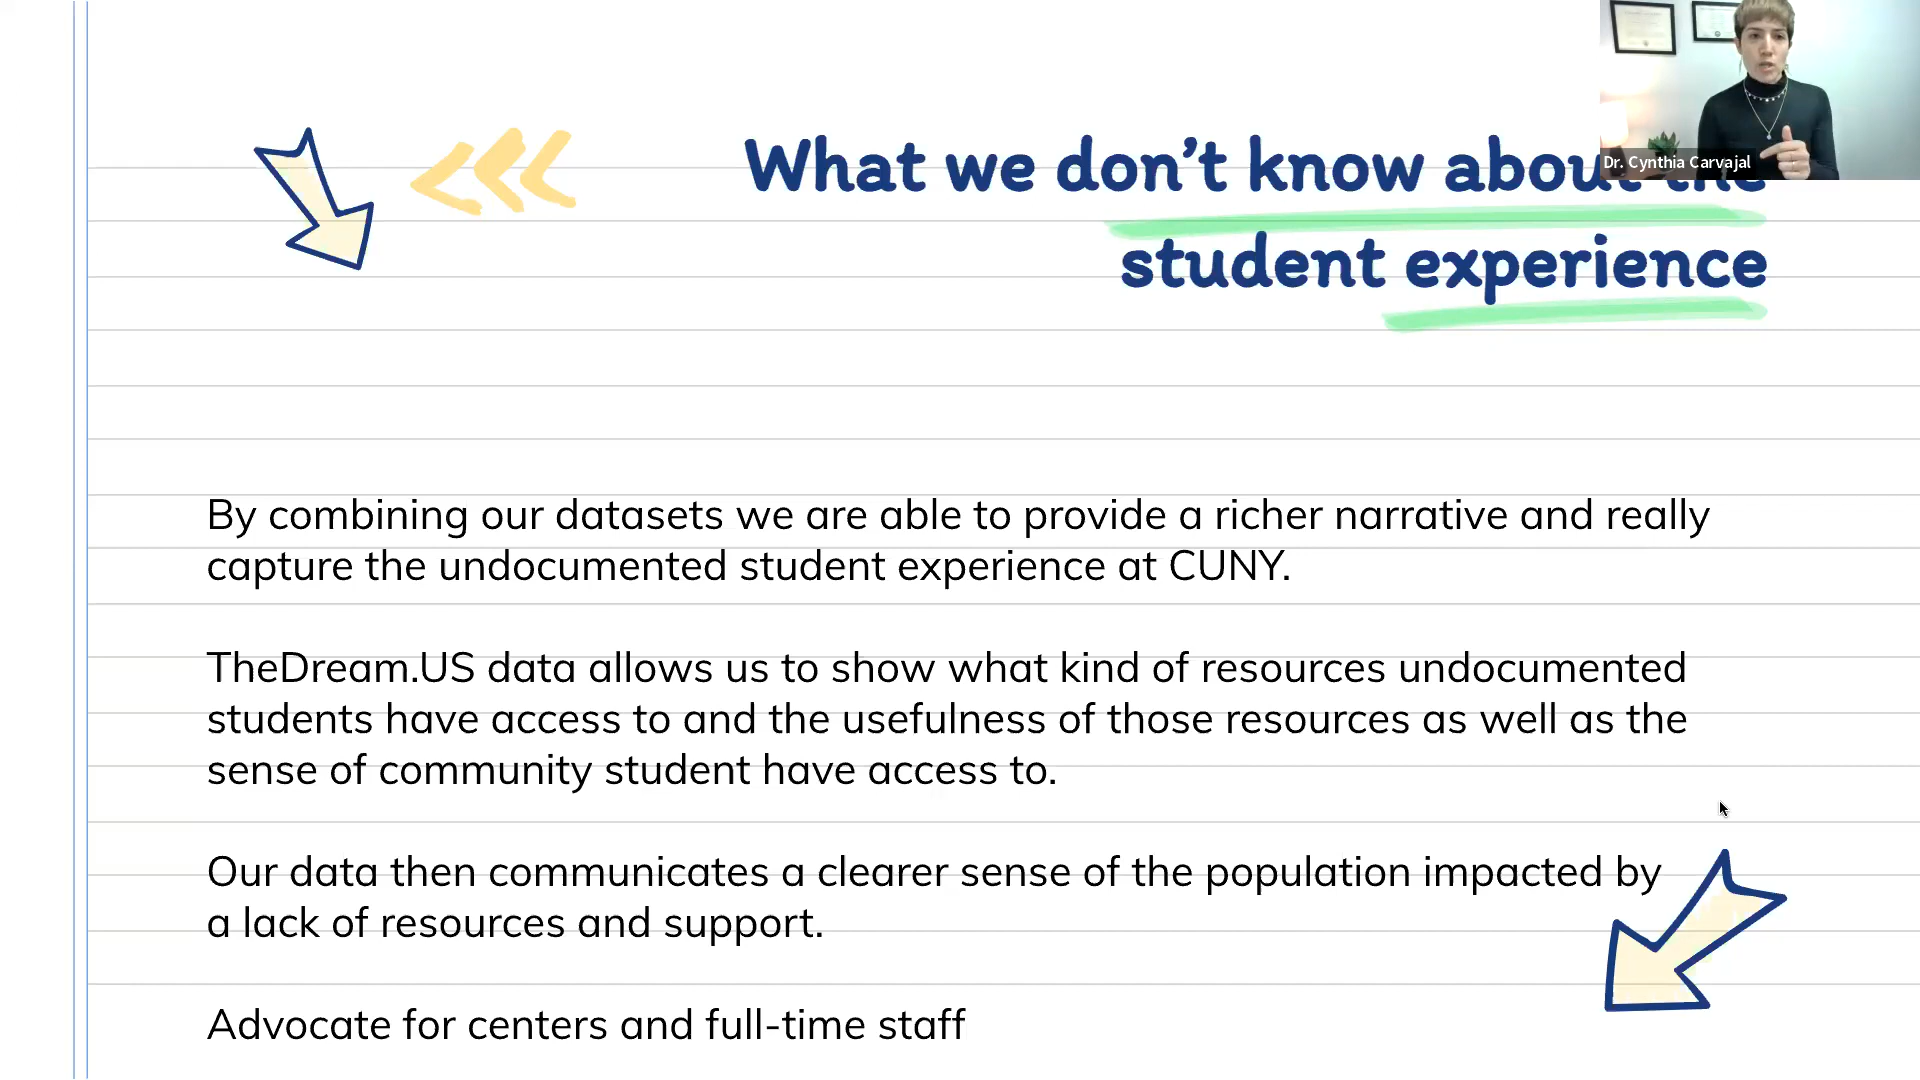 Dr. Cynthia Carvajal
What we don't know about the
student experience
By combining our datasets we are able to provide a richer narrative and really
capture the undocumented student experience at CUNY.
TheDream.US data allows us to show what kind of resources undocumented
students have access to and the usefulness of those resources as well as the
sense of community student have access to.
Our data then communicates a clearer sense of the population impacted by
a lack of resources and support.
Advocate for centers and full-time staff